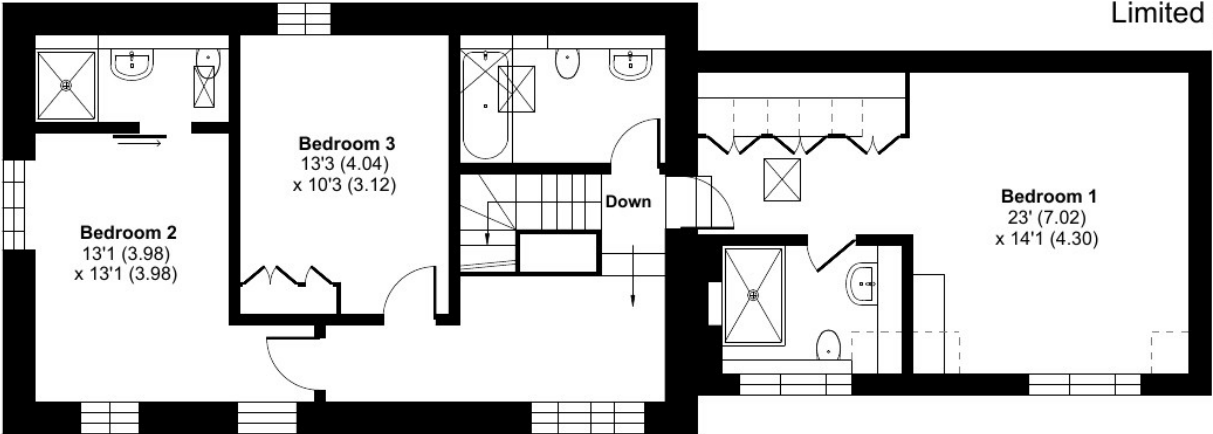 Limited
Bedroom 3
13'3 (4.04)
x 10'3 (3.12)
Bedroom 1
23' (7.02)
x 14'1 (4.30)
Down
Bedroom 2
13'1 (3.98)
x 13'1 (3.98)